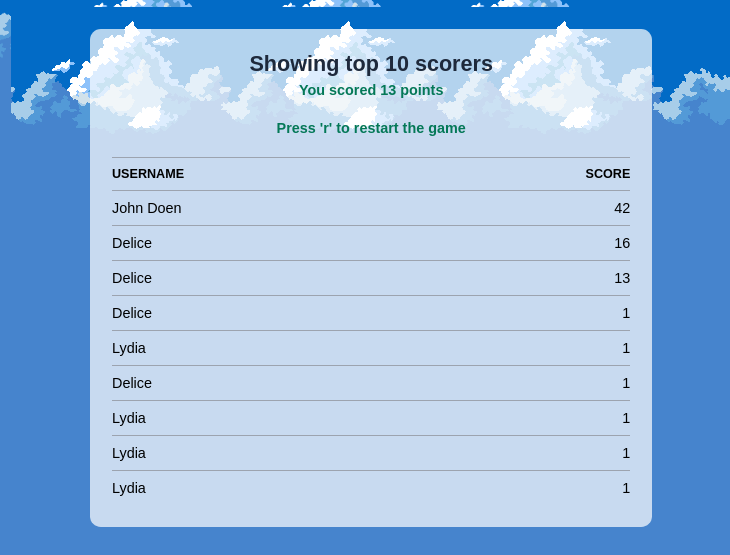 Showing top 10 scorers
You scored 13 points
Press 'r' to restart the game
USERNAME SCORE
John Doen 42
Delice 16
Delice 13
Delice 1
Lydia 1
Delice 1
Lydia 1
Lydia 1
Lydia 1